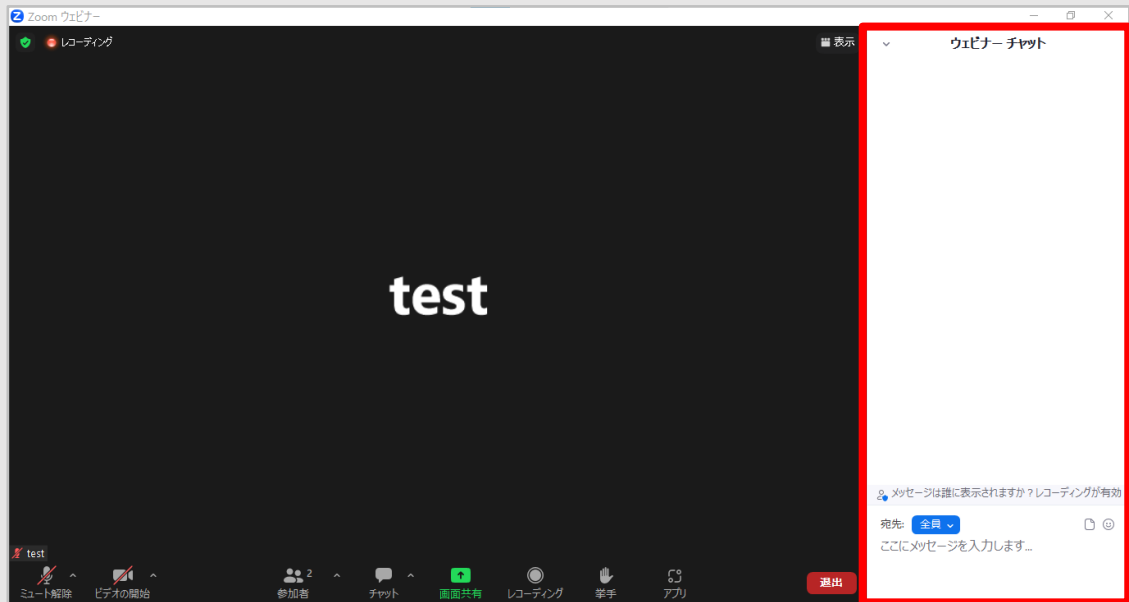 Zoom ウェビナー
レコーディング
表示
ウェビナー チャット
test
メッセージは誰に表示されますか？レコーディングが有効
宛先: 全員
ここにメッセージを入力します...
test
ミュート解除 ビデオの開始 参加者 2 チャット 画面共有 レコーディング 挙手 アプリ 退出